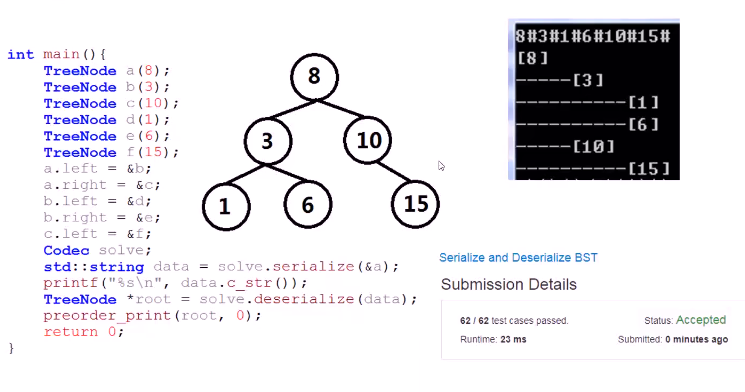 int main(){
TreeNode a(8);
TreeNode b(3);
TreeNode c(10);
TreeNode d(1);
TreeNode e(6);
TreeNode f(15);
a.left = &b;
a.right = &c;
b.left = &d;
b.right = &e;
c.left = &f;
Codec solve;
std::string data = solve.serialize(&a);
printf("%s\n", data.c_str());
TreeNode *root = solve.deserialize(data);
preorder_print(root, 0);
return 0;
}
8
3
10
1
6
15
8#3#1#6#10#15#
[8]
-----[3]
----------[1]
----------[6]
-----[10]
----------[15]
Serialize and Deserialize BST
Submission Details
62 / 62 test cases passed.
Status: Accepted
Runtime: 23 ms
Submitted: 0 minutes ago